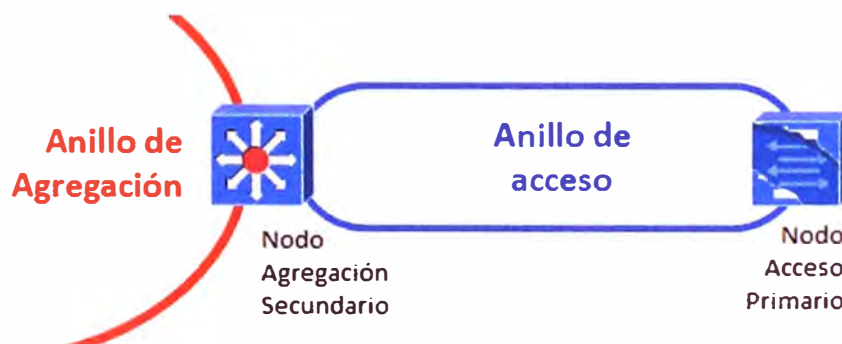 Anillo de
Agregación
Anillo de
acceso
Nodo
Agregación
Secundario
Nodo
Acceso
Primario